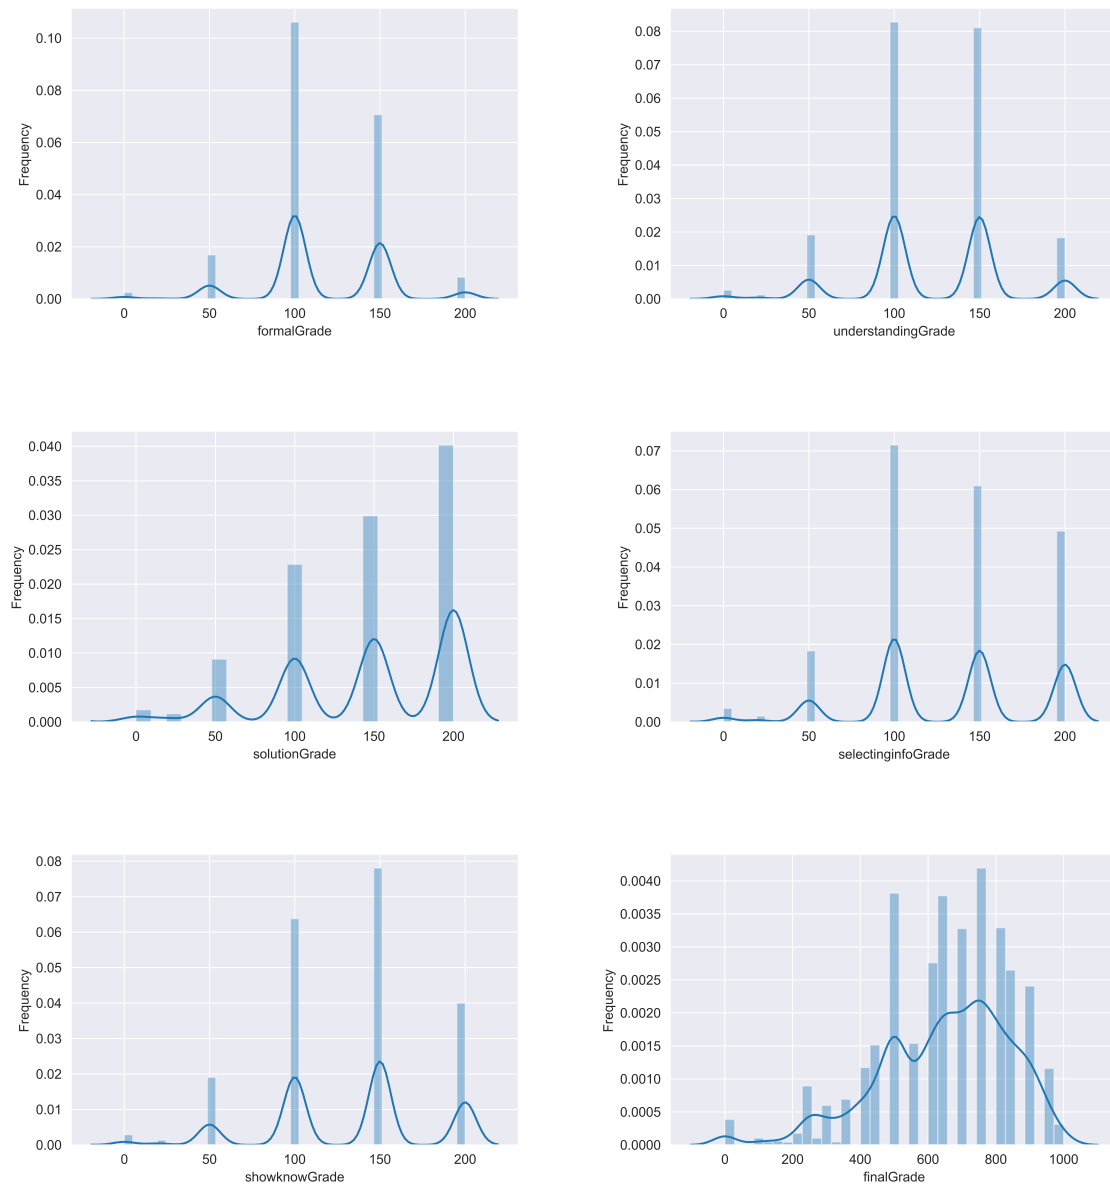 0.10
0.08
0.06
0.04
0.02
0.00
Frequency
0 50 100 150 200
formalGrade
0.08
0.07
0.06
0.05
0.04
0.03
0.02
0.01
0.00
Frequency
0 50 100 150 200
understandingGrade
0.040
0.035
0.030
0.025
0.020
0.015
0.010
0.005
0.000
Frequency
0 50 100 150 200
solutionGrade
0.07
0.06
0.05
0.04
0.03
0.02
0.01
0.00
Frequency
0 50 100 150 200
selectinginfoGrade
0.08
0.07
0.06
0.05
0.04
0.03
0.02
0.01
0.00
Frequency
0 50 100 150 200
showknowGrade
0.0040
0.0035
0.0030
0.0025
0.0020
0.0015
0.0010
0.0005
0.0000
Frequency
0 200 400 600 800 1000
finalGrade